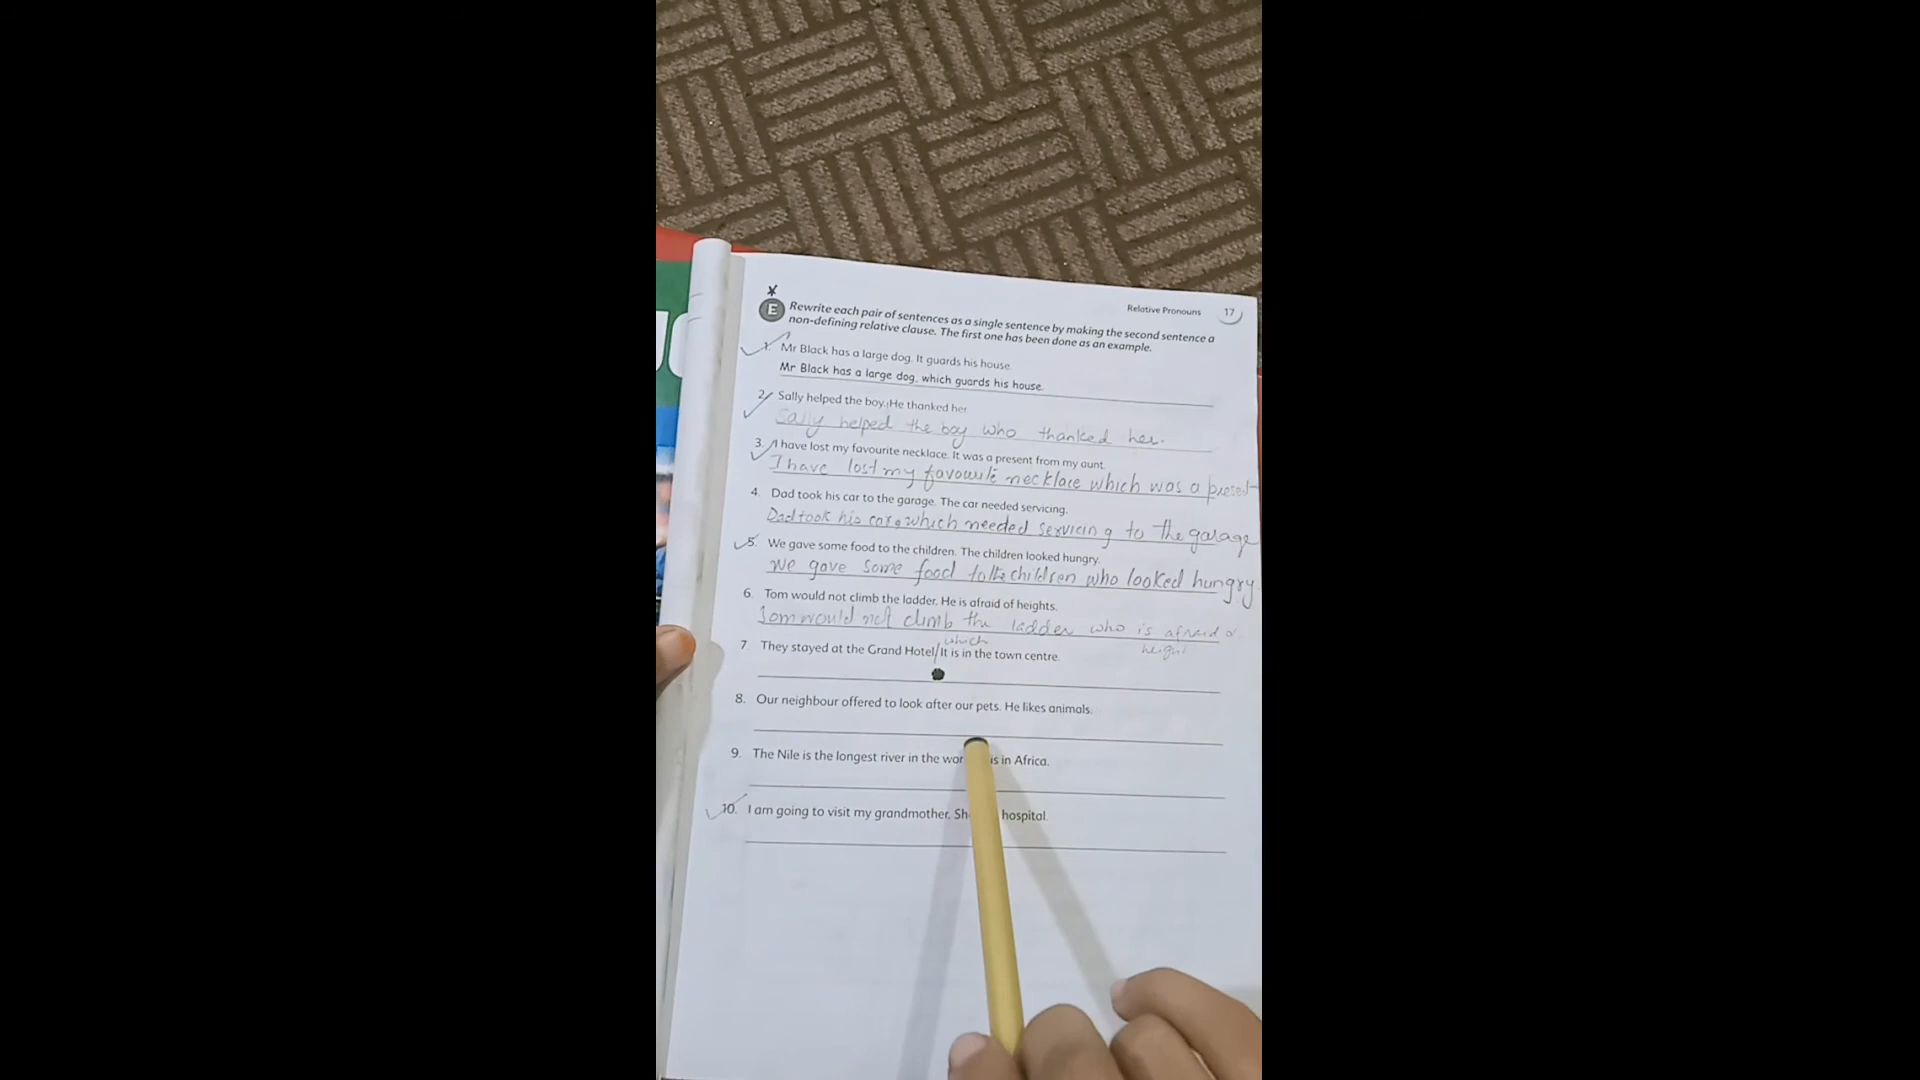 Relative Pronouns 17
E Rewrite each pair of sentences as a single sentence by making the second sentence a
non-defining relative clause. The first one has been done as an example.
1. Mr Black has a large dog. It guards his house.
Mr Black has a large dog, which guards his house.
2. Sally helped the boy. He thanked her
Sally helped the boy who thanked her.
3. I have lost my favourite necklace. It was a present from my aunt.
I have lost my favourite necklace which was a present
4. Dad took his car to the garage. The car needed servicing.
Dad took his car which needed servicing to the garage
5. We gave some food to the children. The children looked hungry.
We gave some food to the children who looked hungry
6. Tom would not climb the ladder. He is afraid of heights.
Tom would not climb the ladder who is afraid o
height
which
7 They stayed at the Grand Hotel It is in the town centre.
8. Our neighbour offered to look after our pets. He likes animals.
9. The Nile is the longest river in the wor is in Africa.
10. I am going to visit my grandmother. Sh hospital.